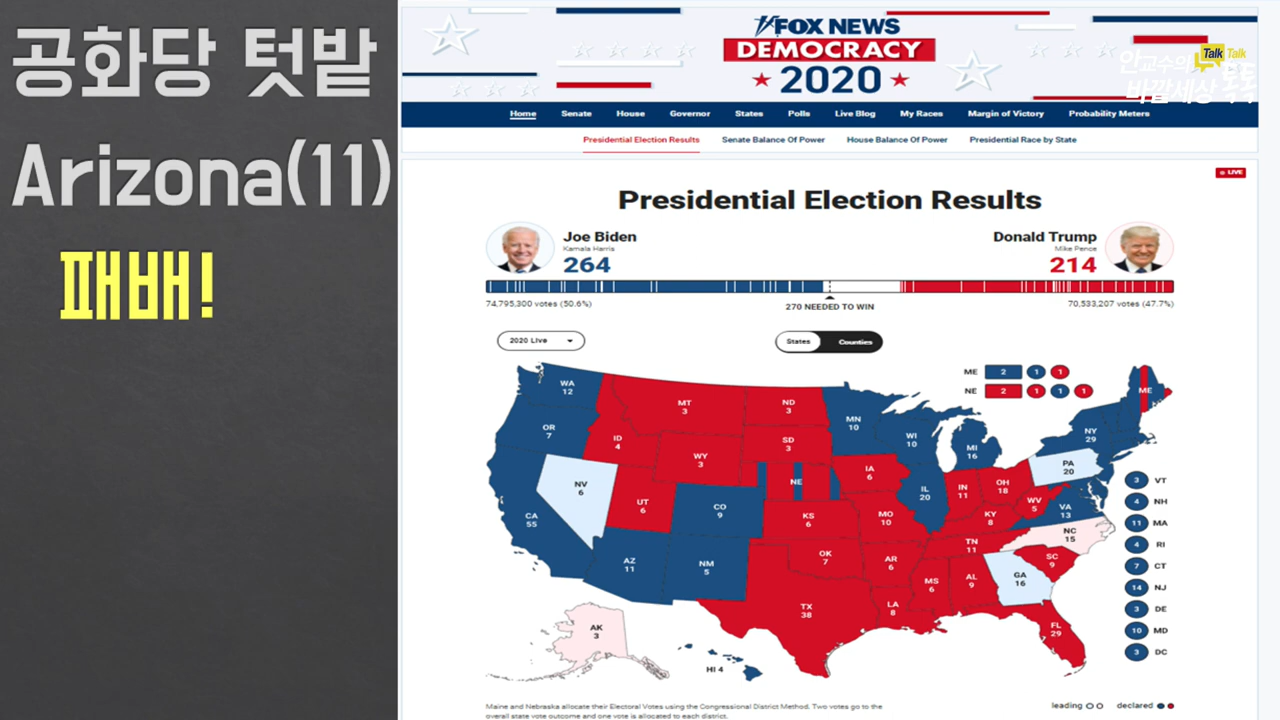 공화당 텃밭
Arizona(11)
패배!
FOX NEWS
DEMOCRACY
2020
안교수의
바깥세상 톡톡
Talk Talk
Home Senate House Governor States Polls Live Blog My Races Margin of Victory Probability Meters
Presidential Election Results Senate Balance Of Power House Balance Of Power Presidential Race by State
LIVE
Presidential Election Results
Joe Biden
Kamala Harris
264
Donald Trump
Mike Pence
214
74,795,300 votes (50.6%)
270 NEEDED TO WIN
70,533,207 votes (47.7%)
2020 Live
States Counties
ME 2 1 1
NE 2 1 1 1
WA
12
OR
7
CA
55
NV
6
ID
4
MT
3
WY
3
UT
6
AZ
11
CO
9
NM
5
ND
3
SD
3
NE
KS
6
OK
7
TX
38
MN
10
IA
6
MO
10
AR
6
LA
8
WI
10
IL
20
MI
16
IN
11
OH
18
KY
8
TN
11
MS
6
AL
9
GA
16
FL
29
SC
9
NC
15
VA
13
WV
5
PA
20
NY
29
ME
AK
3
HI 4
3 VT
4 NH
11 MA
4 RI
7 CT
14 NJ
3 DE
10 MD
3 DC
Maine and Nebraska allocate their Electoral Votes using the Congressional District Method. Two votes go to the
overall state vote outcome and one vote is allocated to each district.
leading declared